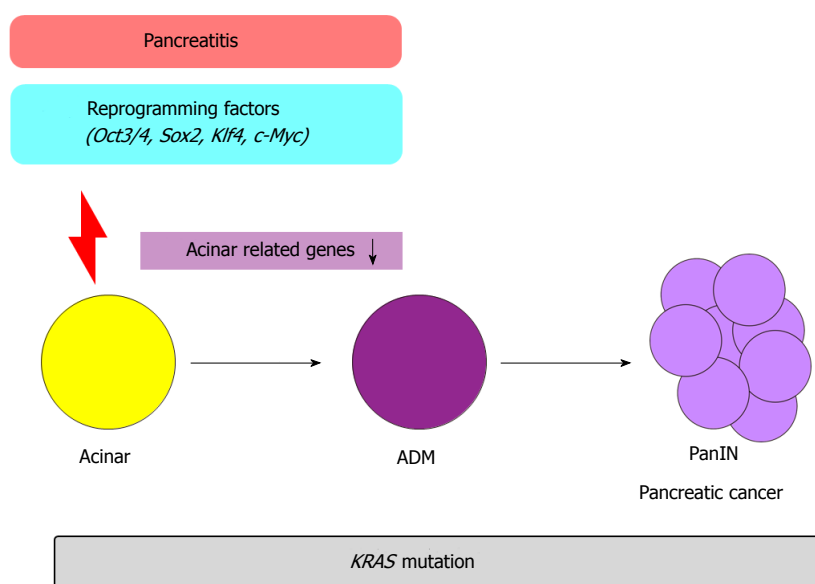 Pancreatitis
Reprogramming factors
(Oct3/4, Sox2, Klf4, c-Myc)
Acinar related genes ↓
Acinar
ADM
PanIN
Pancreatic cancer
KRAS mutation